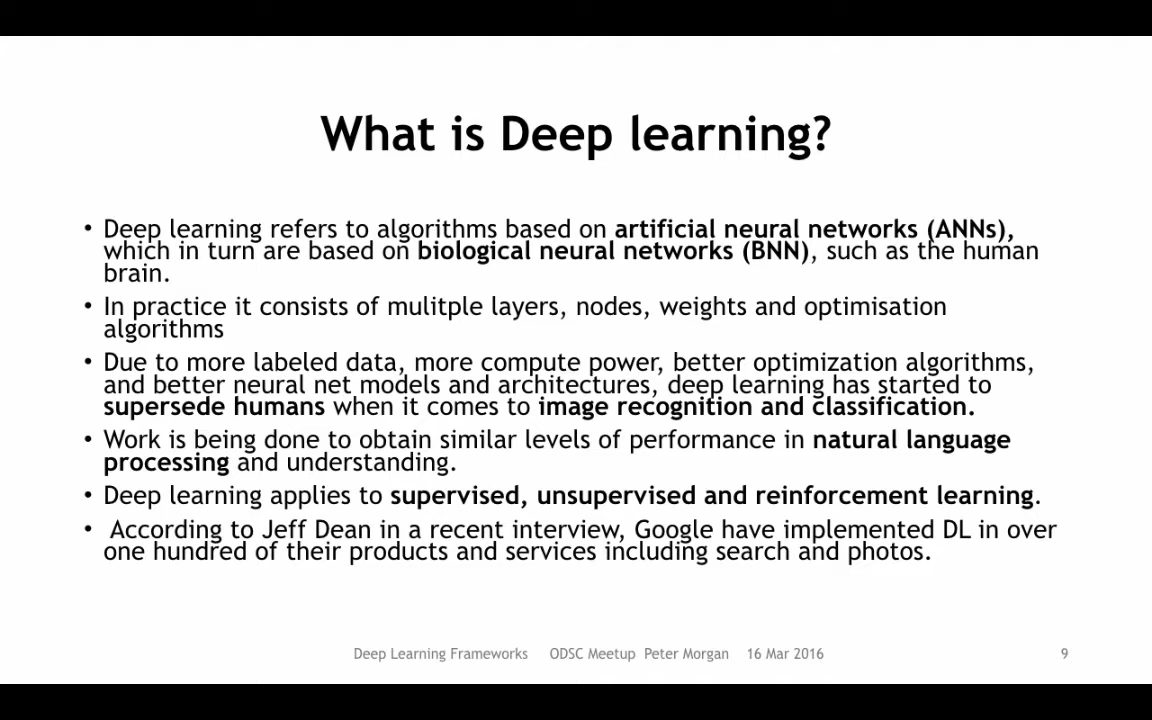 What is Deep learning?
• Deep learning refers to algorithms based on artificial neural networks (ANNs),
which in turn are based on biological neural networks (BNN), such as the human
brain.
• In practice it consists of mulitple layers, nodes, weights and optimisation
algorithms
• Due to more labeled data, more compute power, better optimization algorithms,
and better neural net models and architectures, deep learning has started to
supersede humans when it comes to image recognition and classification.
• Work is being done to obtain similar levels of performance in natural language
processing and understanding.
• Deep learning applies to supervised, unsupervised and reinforcement learning.
• According to Jeff Dean in a recent interview, Google have implemented DL in over
one hundred of their products and services including search and photos.
Deep Learning Frameworks ODSC Meetup Peter Morgan 16 Mar 2016 9